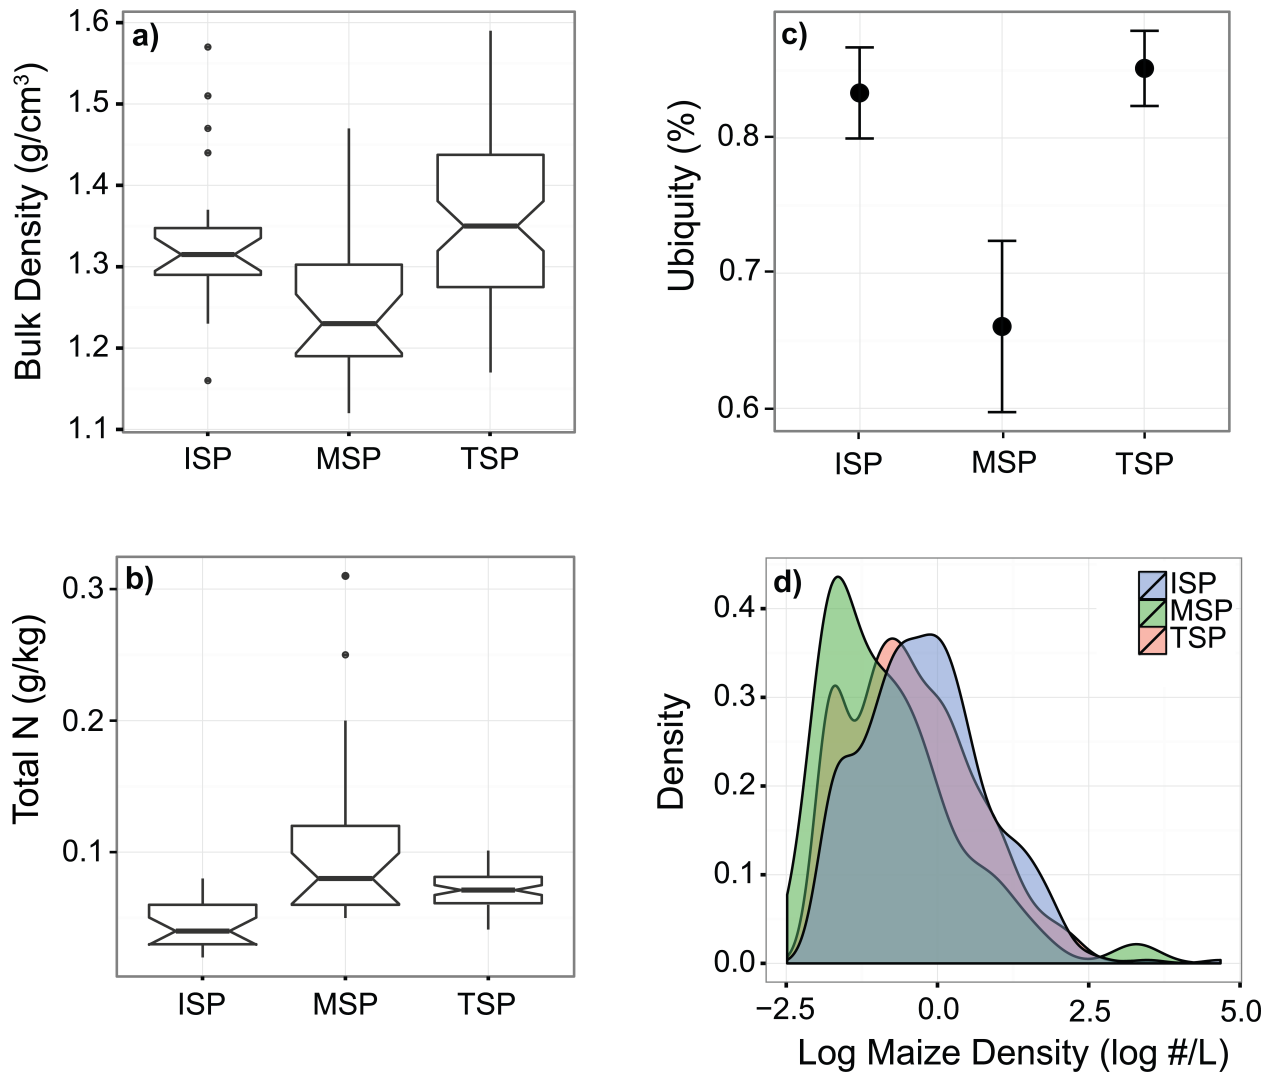 a)
Bulk Density (g/cm³)
1.6
1.5
1.4
1.3
1.2
1.1
ISP MSP TSP
c)
Ubiquity (%)
0.8
0.7
0.6
ISP MSP TSP
b)
Total N (g/kg)
0.3
0.2
0.1
ISP MSP TSP
d)
ISP
MSP
TSP
Density
0.4
0.3
0.2
0.1
0.0
−2.5 0.0 2.5 5.0
Log Maize Density (log #/L)